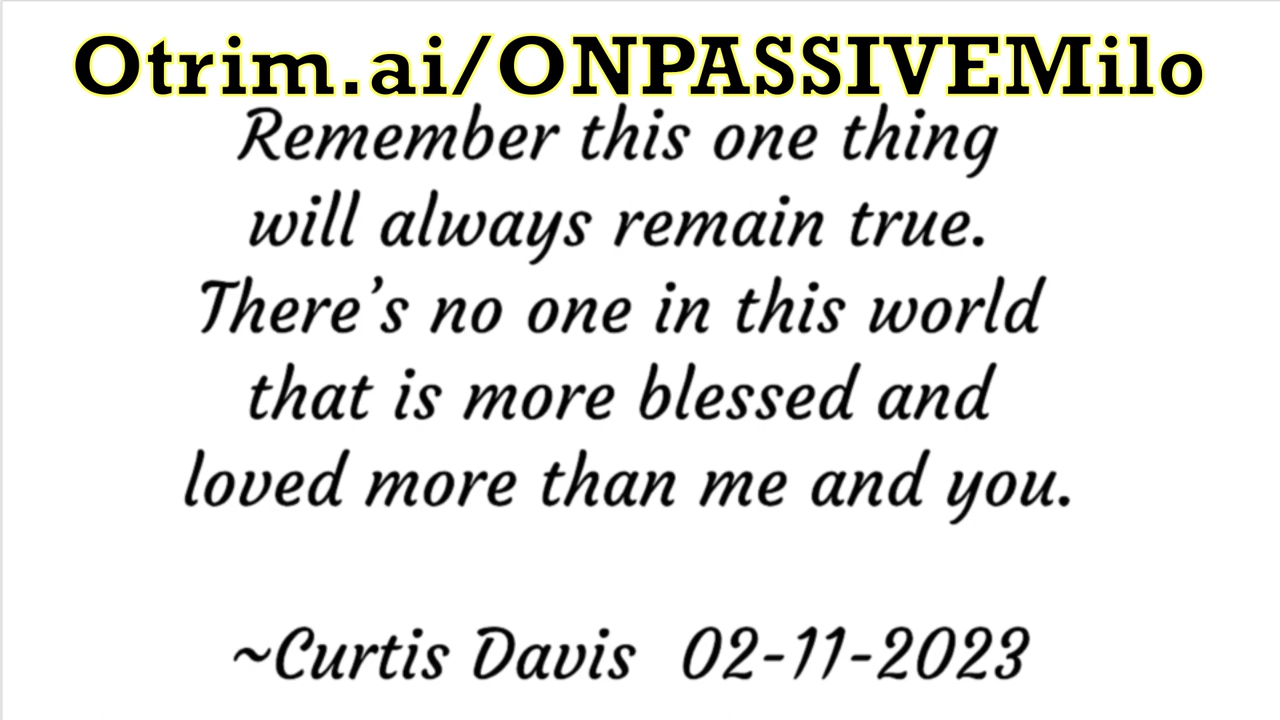 Otrim.ai/ONPASSIVEMilo
Remember this one thing
will always remain true.
There's no one in this world
that is more blessed and
loved more than me and you.
~Curtis Davis 02-11-2023